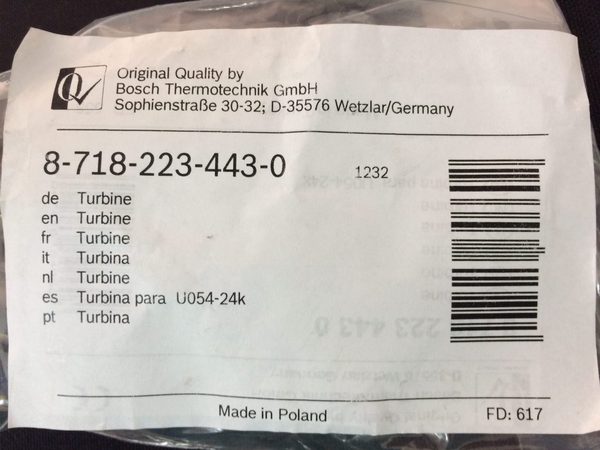 QV
Original Quality by
Bosch Thermotechnik GmbH
Sophienstraße 30-32; D-35576 Wetzlar/Germany
8-718-223-443-0 1232
de Turbine
en Turbine
fr Turbine
it Turbina
nl Turbine
es Turbina para U054-24k
pt Turbina
Made in Poland FD: 617